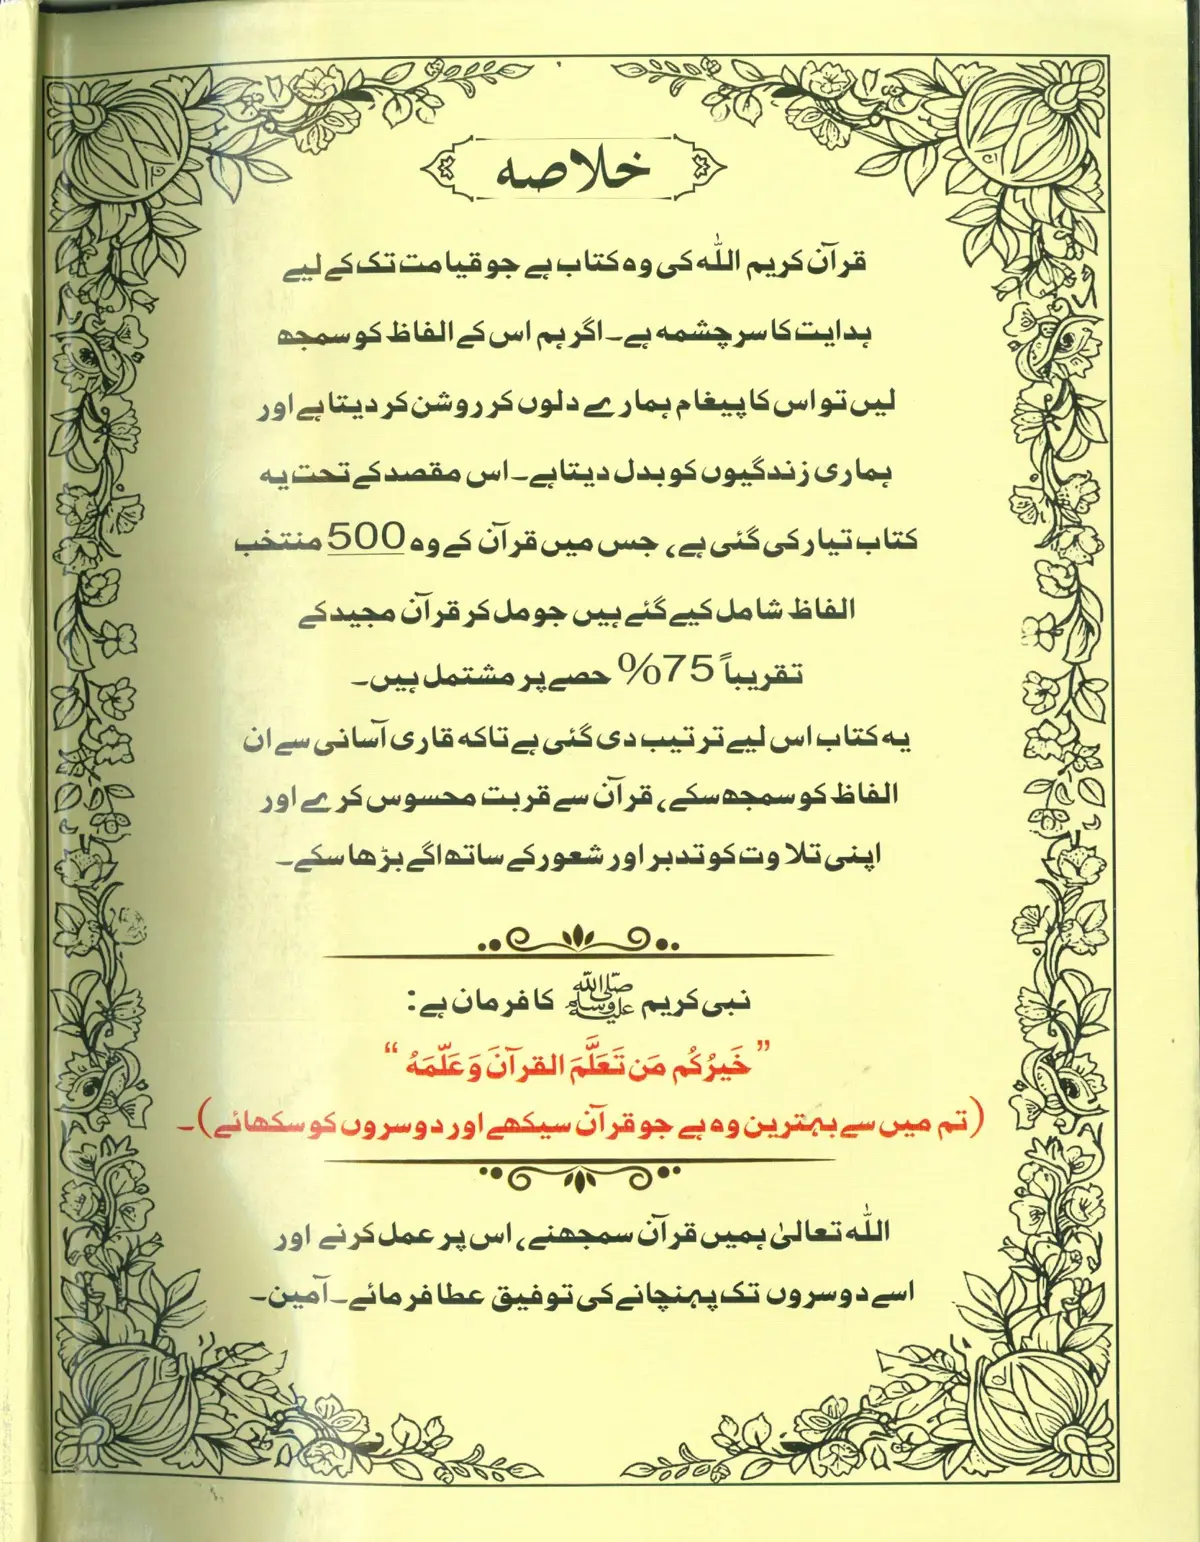 خلاصہ
قرآن کریم اللہ کی وہ کتاب ہے جو قیامت تک کے لیے
ہدایت کا سر چشمہ ہے۔ اگر ہم اس کے الفاظ کو سمجھ
لیں تو اس کا پیغام ہمارے دلوں کر روشن کر دیتا ہے اور
ہماری زندگیوں کو بدل دیتا ہے۔ اس مقصد کے تحت یہ
کتاب تیار کی گئی ہے، جس میں قرآن کے وہ 500 منتخب
الفاظ شامل کیے گئے ہیں جو مل کر قرآن مجید کے
تقریباً 75% حصے پر مشتمل ہیں۔
یہ کتاب اس لیے ترتیب دی گئی ہے تاکہ قاری آسانی سے ان
الفاظ کو سمجھ سکے، قرآن سے قربت محسوس کرے اور
اپنی تلاوت کو تدبر اور شعور کے ساتھ اگے بڑھا سکے۔
نبی کریم ﷺ کا فرمان ہے:
”خَيرُكُم مَن تَعَلَّمَ القرآنَ وَعَلّمَهُ“
(تم میں سے بہترین وہ ہے جو قرآن سیکھے اور دوسروں کو سکھائے)۔
اللہ تعالیٰ ہمیں قرآن سمجھنے، اس پر عمل کرنے اور
اسے دوسروں تک پہنچانے کی توفیق عطا فرمائے۔ آمین۔